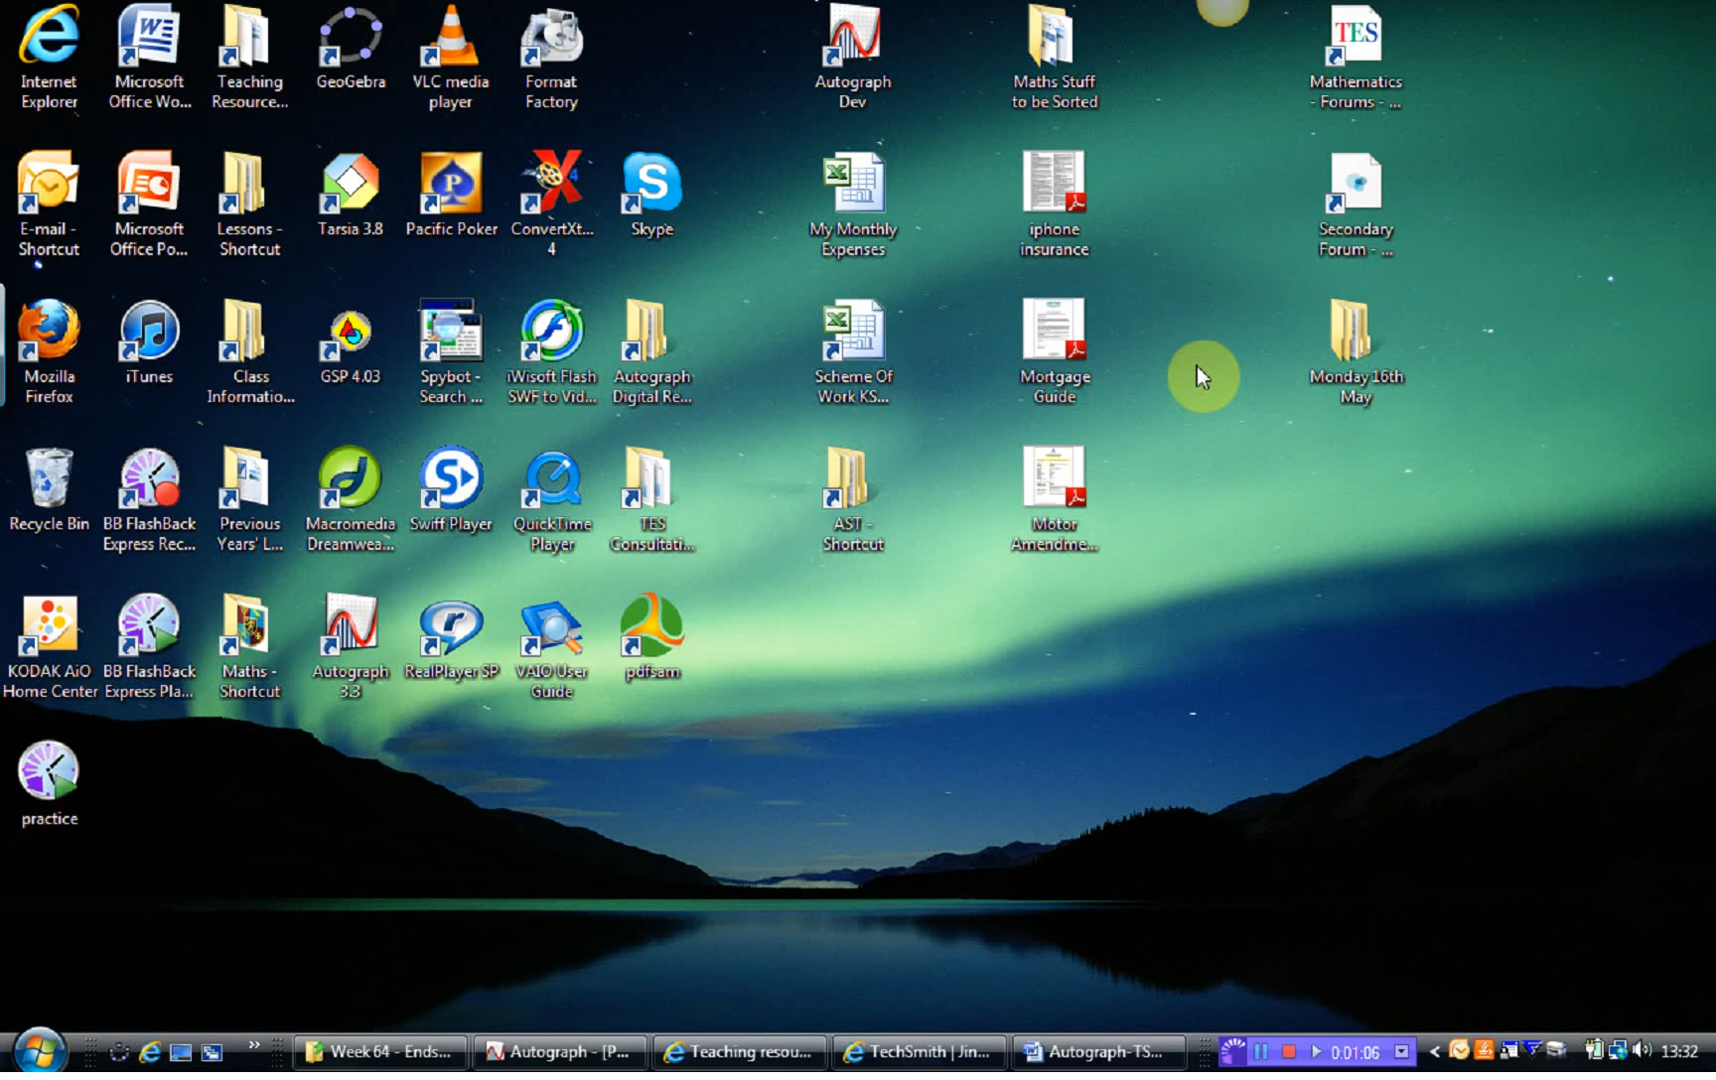 Internet
Explorer
Microsoft
Office Wo...
Teaching
Resource...
GeoGebra
VLC media
player
Format
Factory
Autograph
Dev
Maths Stuff
to be Sorted
TES
Mathematics
- Forums - ...
E-mail -
Shortcut
Microsoft
Office Po...
Lessons -
Shortcut
Tarsia 3.8
Pacific Poker
ConvertXt...
4
Skype
My Monthly
Expenses
iphone
insurance
Secondary
Forum - ...
Mozilla
Firefox
iTunes
Class
Informatio...
GSP 4.03
Spybot -
Search ...
iWisoft Flash
SWF to Vid...
Autograph
Digital Re...
Scheme Of
Work KS...
Mortgage
Guide
Monday 16th
May
Recycle Bin
BB FlashBack
Express Rec...
Previous
Years' L...
Macromedia
Dreamwea...
Swiff Player
QuickTime
Player
TES
Consultati...
AST -
Shortcut
Motor
Amendme...
KODAK AiO
Home Center
BB FlashBack
Express Pla...
Maths -
Shortcut
Autograph
3.3
RealPlayer SP
VAIO User
Guide
pdfsam
practice
Week 64 - Ends...
Autograph - [P...
Teaching resou...
TechSmith | Jin...
Autograph-TS...
0:01:06
13:32